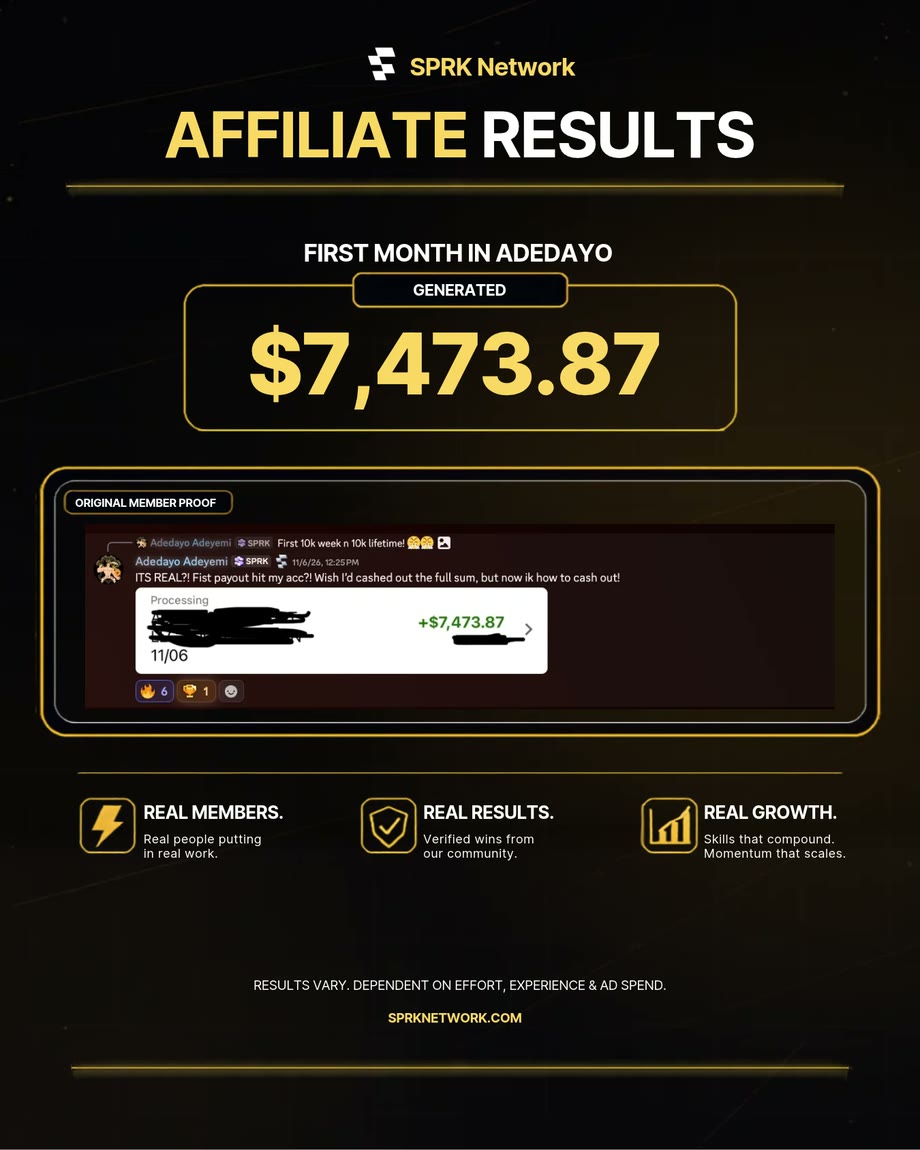 SPRK Network
AFFILIATE RESULTS
FIRST MONTH IN ADEDAYO
GENERATED
$7,473.87
ORIGINAL MEMBER PROOF
Adedayo Adeyemi SPRK First 10k week n 10k lifetime! 😤😤
Adedayo Adeyemi SPRK 11/6/26, 12:25 PM
ITS REAL?! Fist payout hit my acc?! Wish I'd cashed out the full sum, but now ik how to cash out!
Processing
+$7,473.87
11/06
🔥 6 🏆 1
REAL MEMBERS.
Real people putting
in real work.
REAL RESULTS.
Verified wins from
our community.
REAL GROWTH.
Skills that compound.
Momentum that scales.
RESULTS VARY. DEPENDENT ON EFFORT, EXPERIENCE & AD SPEND.
SPRKNETWORK.COM